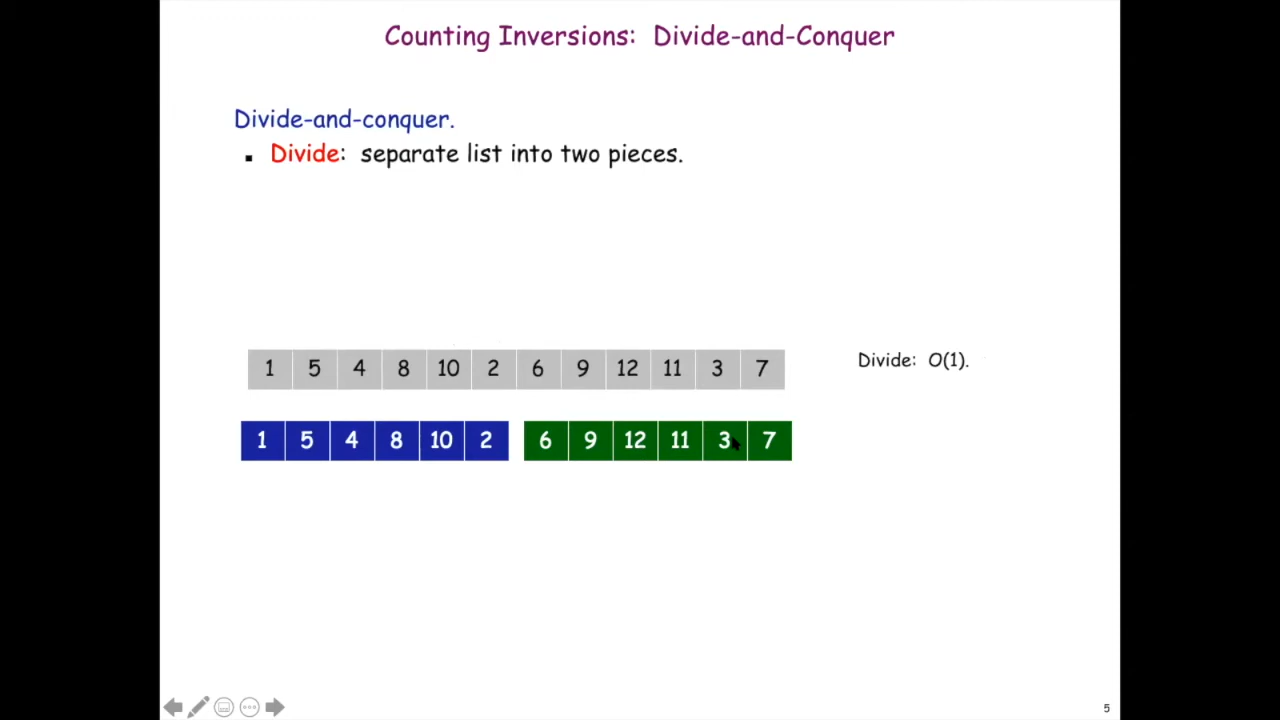 Counting Inversions: Divide-and-Conquer
Divide-and-conquer.
▪ Divide: separate list into two pieces.
1 5 4 8 10 2 6 9 12 11 3 7
Divide: O(1).
1 5 4 8 10 2 6 9 12 11 3 7
5